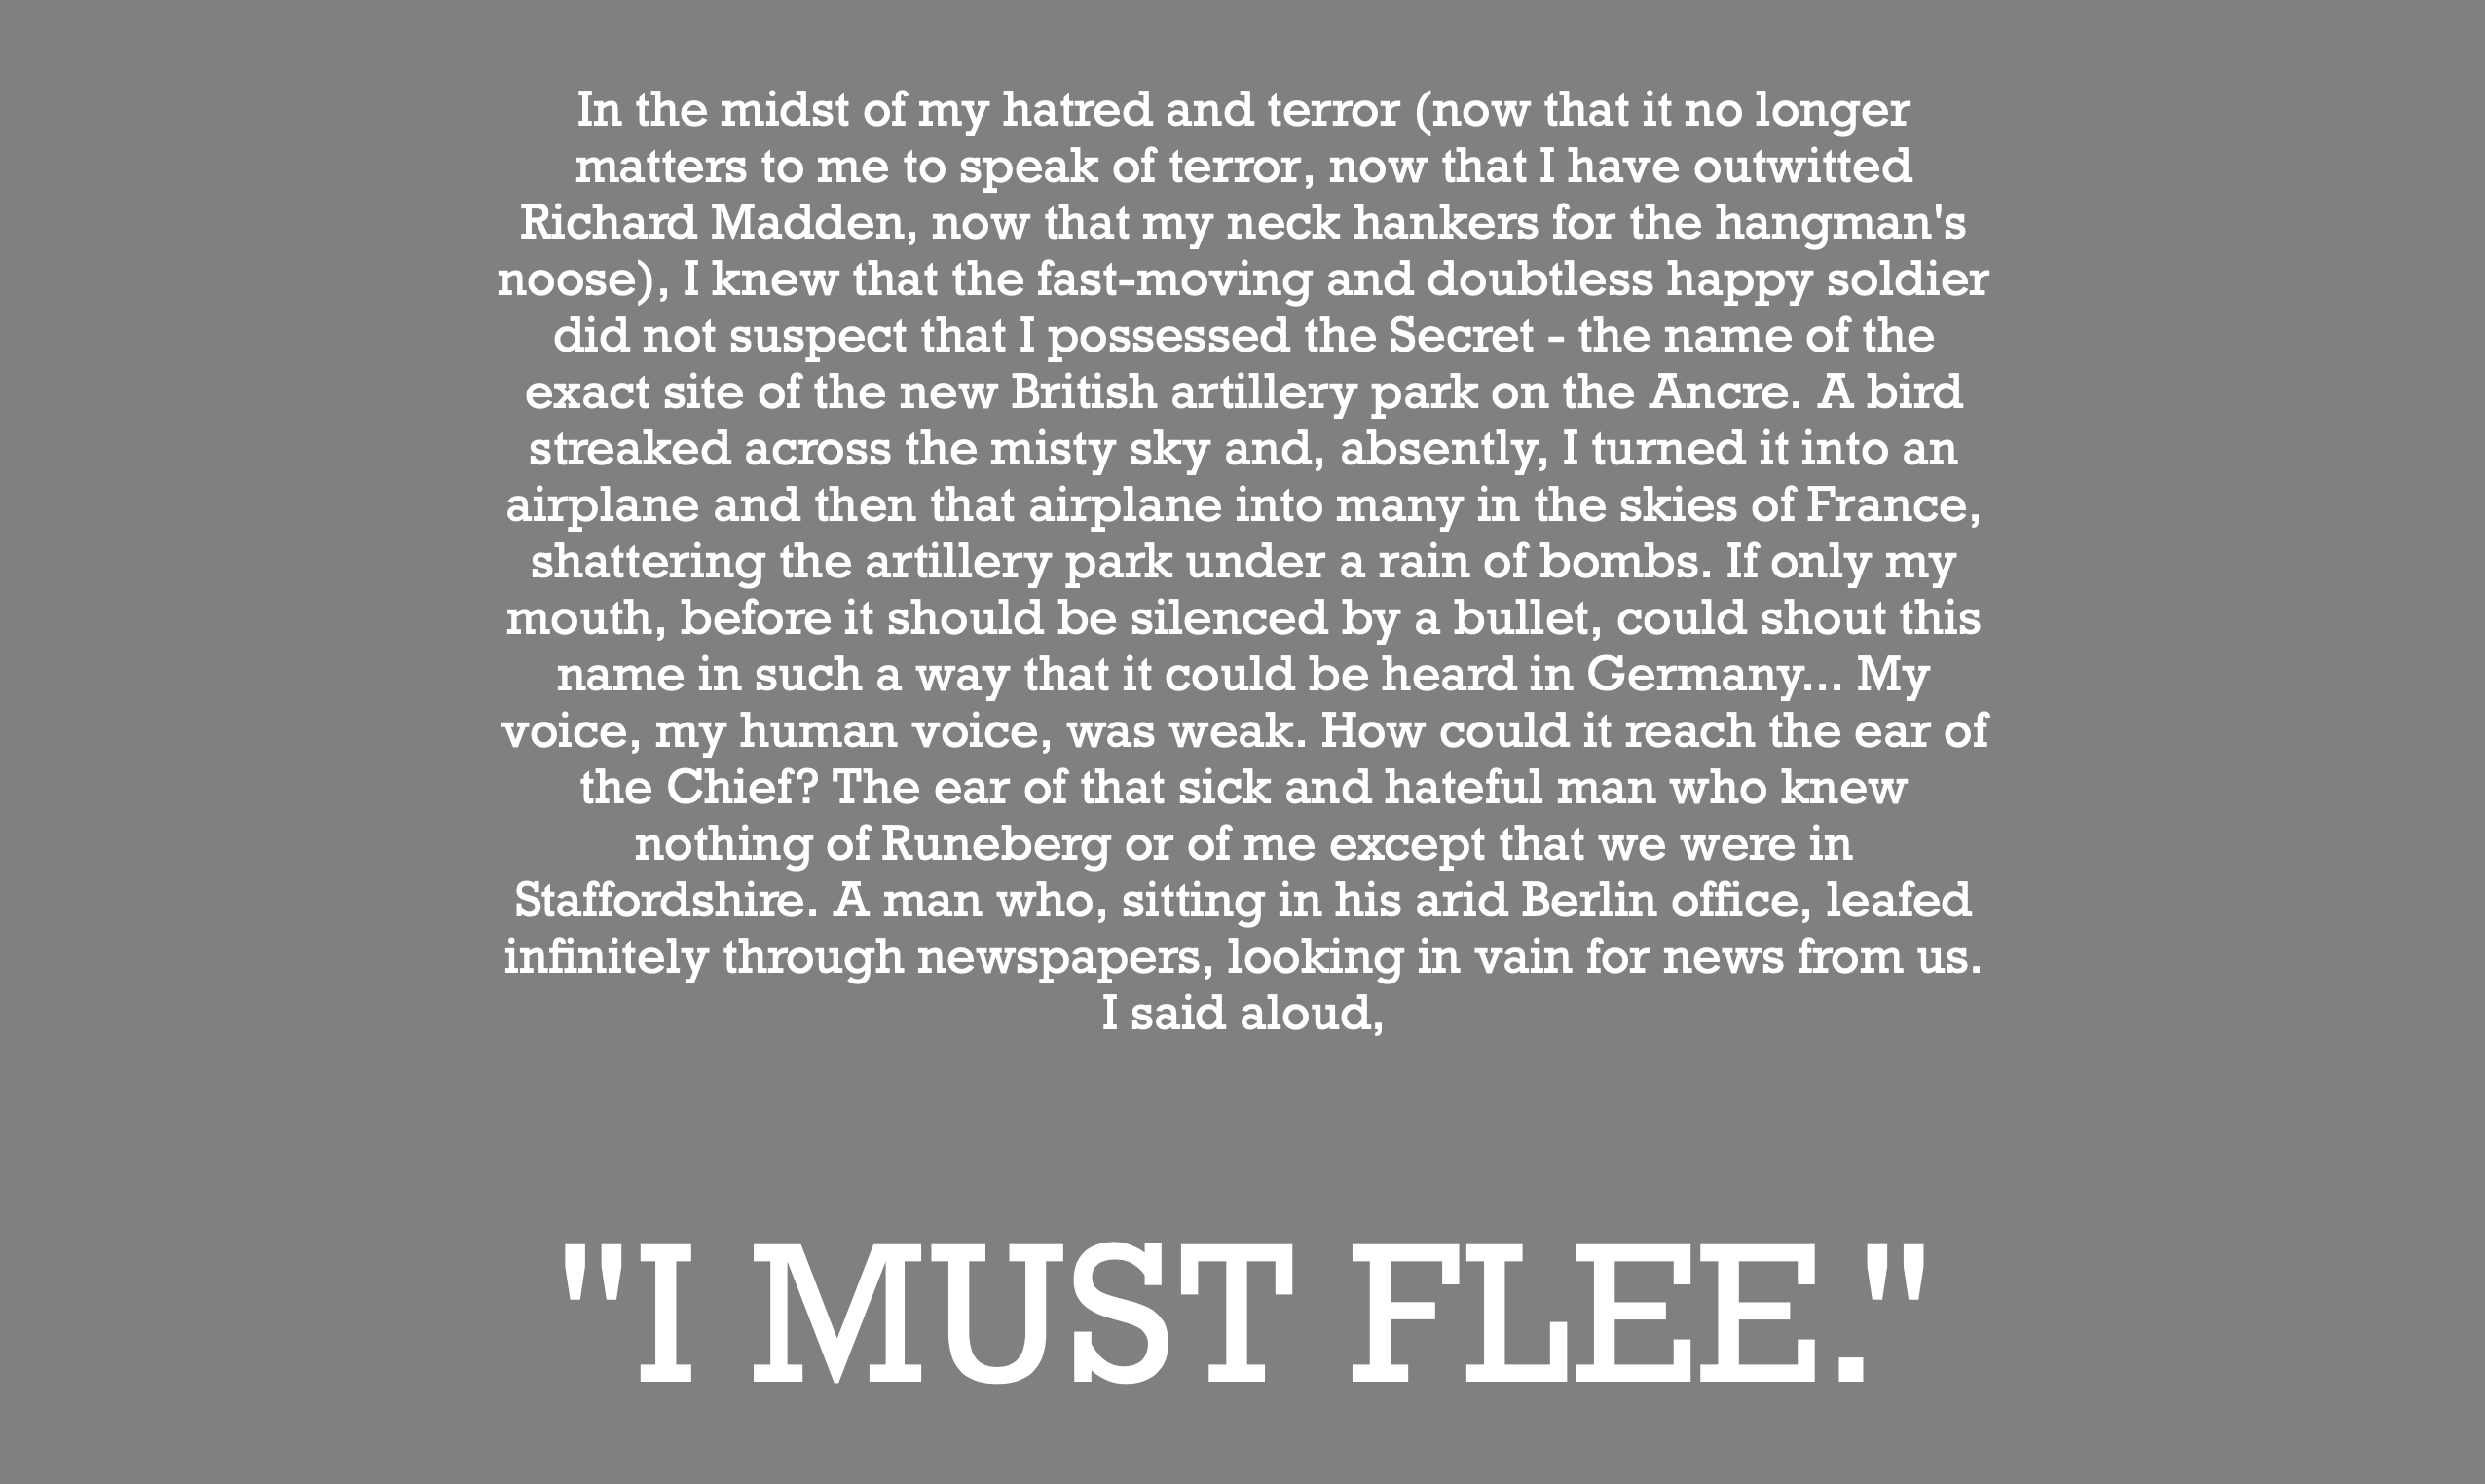 In the midst of my hatred and terror (now that it no longer
matters to me to speak of terror, now that I have outwitted
Richard Madden, now that my neck hankers for the hangman's
noose), I knew that the fast-moving and doubtless happy soldier
did not suspect that I possessed the Secret - the name of the
exact site of the new British artillery park on the Ancre. A bird
streaked across the misty sky and, absently, I turned it into an
airplane and then that airplane into many in the skies of France,
shattering the artillery park under a rain of bombs. If only my
mouth, before it should be silenced by a bullet, could shout this
name in such a way that it could be heard in Germany... My
voice, my human voice, was weak. How could it reach the ear of
the Chief? The ear of that sick and hateful man who knew
nothing of Runeberg or of me except that we were in
Staffordshire. A man who, sitting in his arid Berlin office, leafed
infinitely through newspapers, looking in vain for news from us.
I said aloud,
"I MUST FLEE."